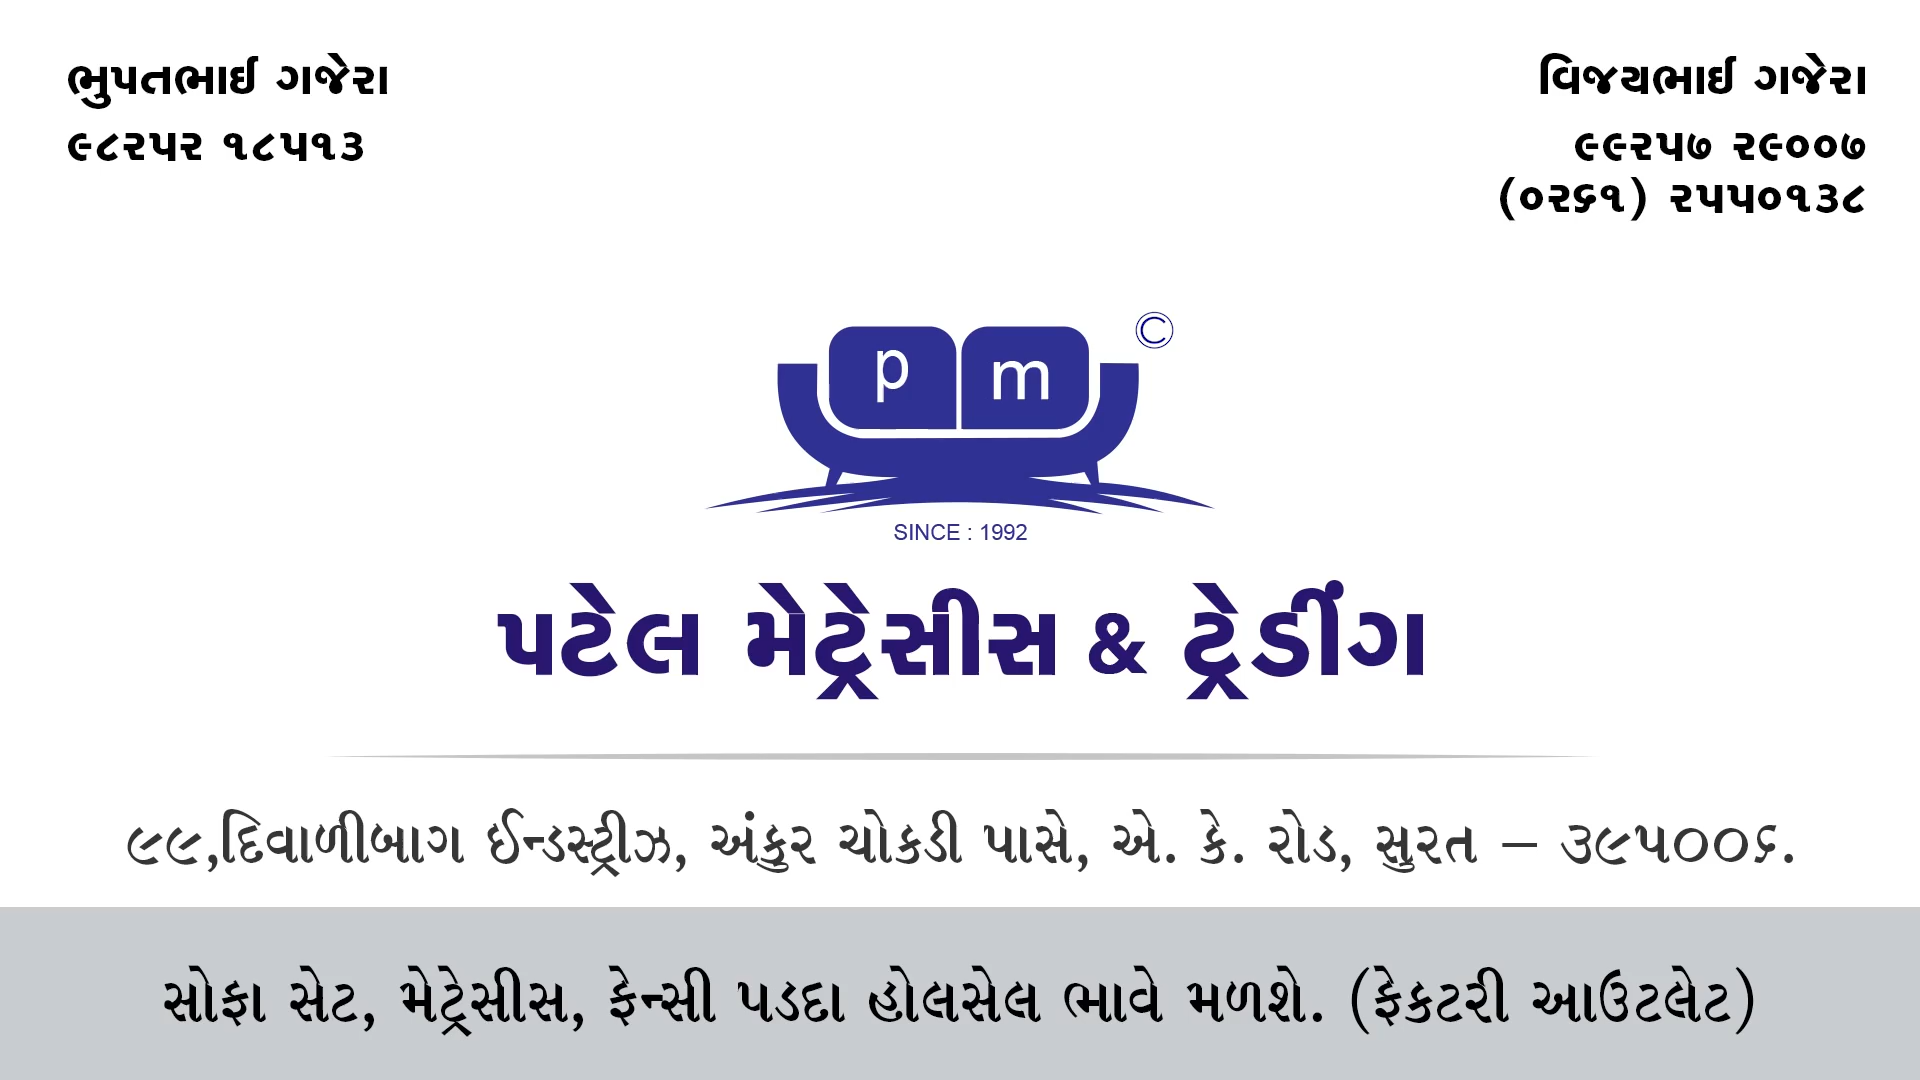 ભુપતભાઈ ગજેરા
૯૮૨૫૨ ૧૮૫૧૩
વિજયભાઈ ગજેરા
૯૯૨૫૭ ૨૯૦૦૭
(૦૨૬૧) ૨૫૫૦૧૩૮
p m ©
SINCE : 1992
પટેલ મેટ્રેસીસ & ટ્રેડીંગ
૯૯,દિવાળીબાગ ઈન્ડસ્ટ્રીઝ, અંકુર ચોકડી પાસે, એ. કે. રોડ, સુરત – ૩૯૫૦૦૬.
સોફા સેટ, મેટ્રેસીસ, ફેન્સી પડદા હોલસેલ ભાવે મળશે. (ફેકટરી આઉટલેટ)